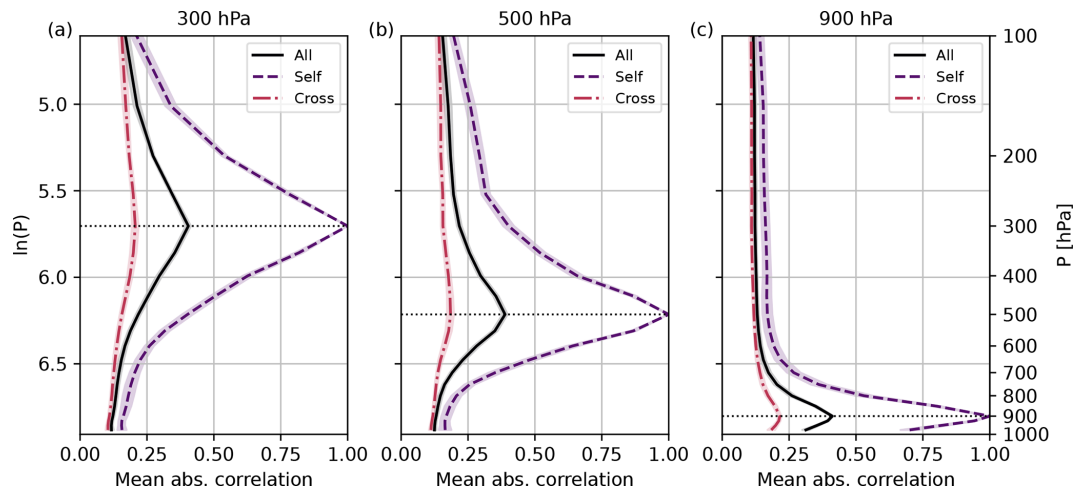 (a) 300 hPa
(b) 500 hPa
(c) 900 hPa
All
Self
Cross
All
Self
Cross
All
Self
Cross
ln(P)
5.0
5.5
6.0
6.5
P [hPa]
100
200
300
400
500
600
700
800
900
1000
0.00 0.25 0.50 0.75 1.00
0.00 0.25 0.50 0.75 1.00
0.00 0.25 0.50 0.75 1.00
Mean abs. correlation
Mean abs. correlation
Mean abs. correlation